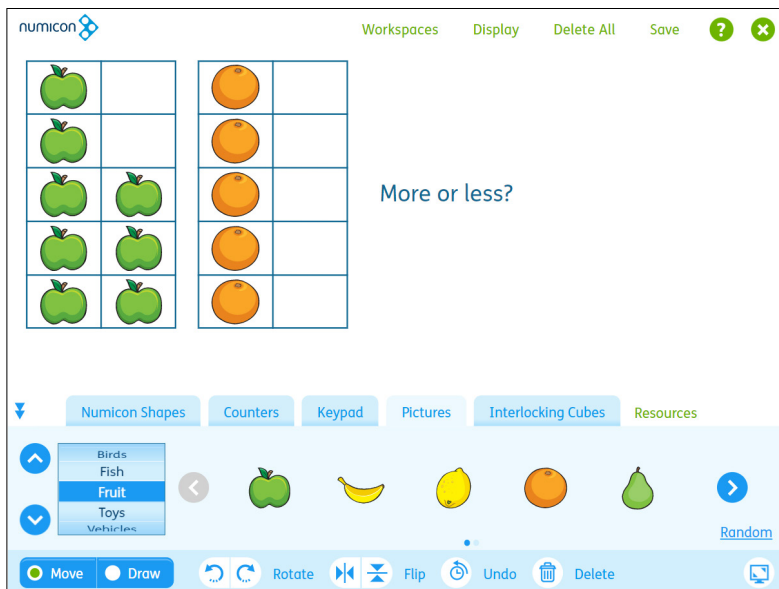 numicon
Workspaces Display Delete All Save ?
More or less?
Numicon Shapes Counters Keypad Pictures Interlocking Cubes Resources
Birds
Fish
Fruit
Toys
Vehicles
Random
Move Draw Rotate Flip Undo Delete